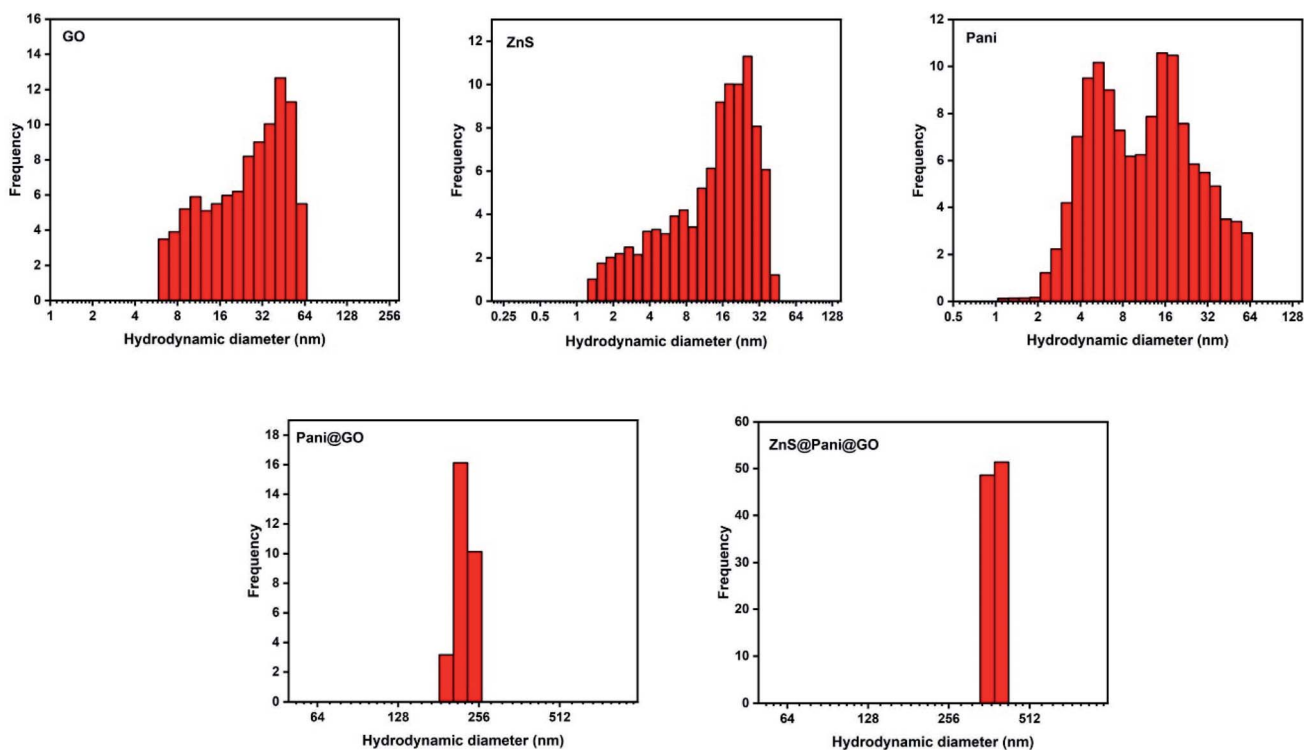 GO
16
14
12
10
8
6
4
2
0
Frequency
1 2 4 8 16 32 64 128 256
Hydrodynamic diameter (nm)
ZnS
12
10
8
6
4
2
0
Frequency
0.25 0.5 1 2 4 8 16 32 64 128
Hydrodynamic diameter (nm)
Pani
12
10
8
6
4
2
0
Frequency
0.5 1 2 4 8 16 32 64 128
Hydrodynamic diameter (nm)
Pani@GO
18
16
14
12
10
8
6
4
2
0
Frequency
64 128 256 512
Hydrodynamic diameter (nm)
ZnS@Pani@GO
60
50
40
30
20
10
0
Frequency
64 128 256 512
Hydrodynamic diameter (nm)